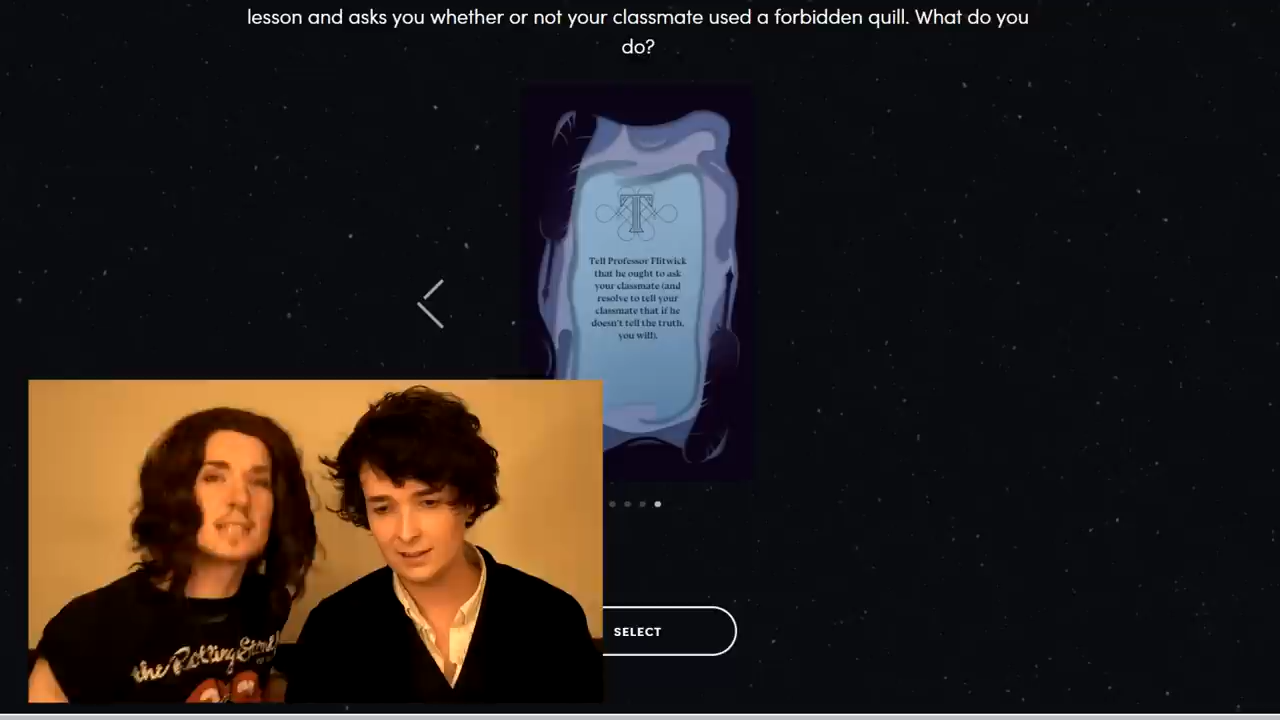 lesson and asks you whether or not your classmate used a forbidden quill. What do you
do?
T
Tell Professor Flitwick
that he ought to ask
your classmate (and
resolve to tell your
classmate that if he
doesn't tell the truth,
you will).
SELECT
the Rolling Stones